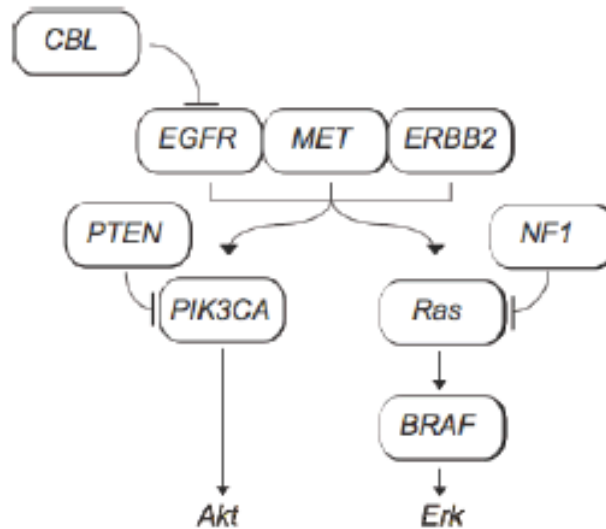 CBL
EGFR MET ERBB2
PTEN NF1
PIK3CA Ras
BRAF
Akt Erk